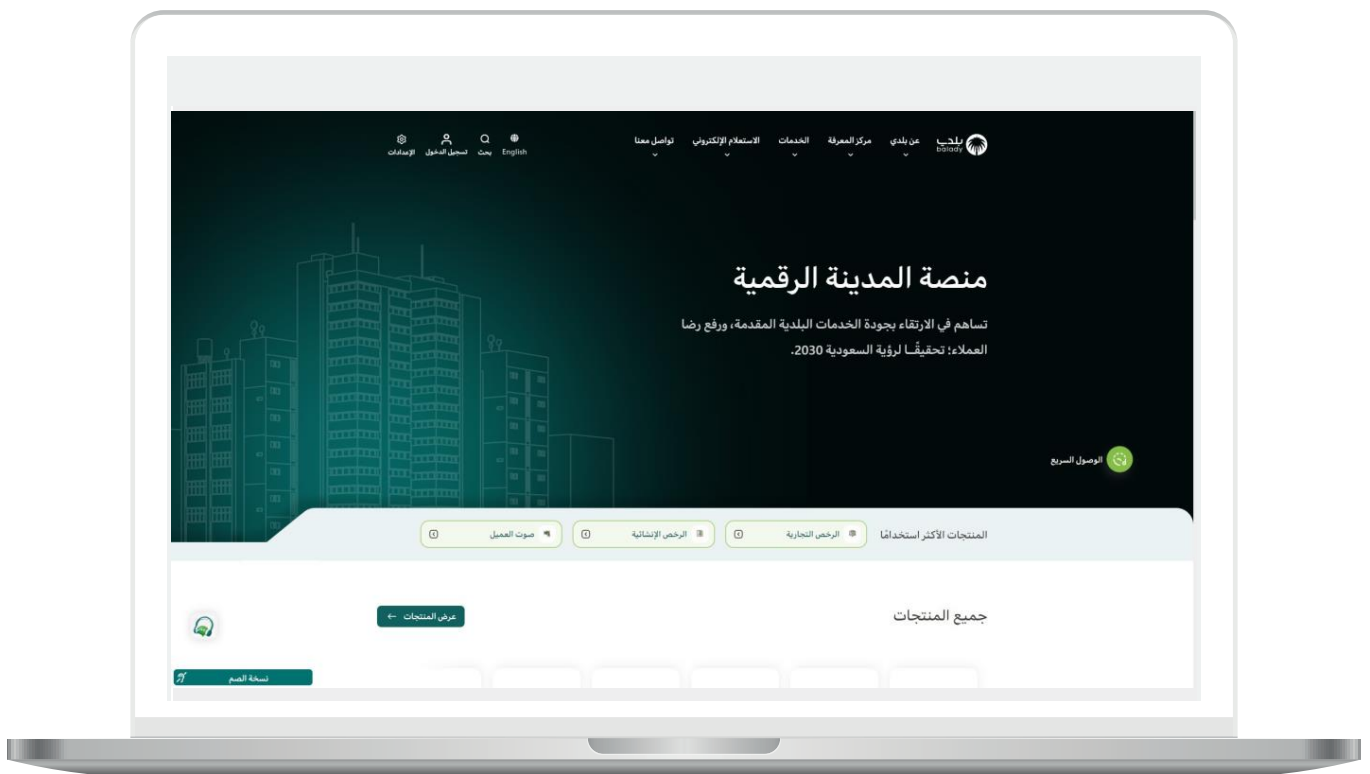 بلدي
balady
عن بلدي
مركز المعرفة
الخدمات
الاستعلام الإلكتروني
تواصل معنا
English
بحث
تسجيل الدخول
الإعدادات
منصة المدينة الرقمية
تساهم في الارتقاء بجودة الخدمات البلدية المقدمة، ورفع رضا
العملاء؛ تحقيقًـا لرؤية السعودية 2030.
الوصول السريع
المنتجات الأكثر استخدامًا
الرخص التجارية
الرخص الإنشائية
صوت العميل
جميع المنتجات
عرض المنتجات
نسخة الصم